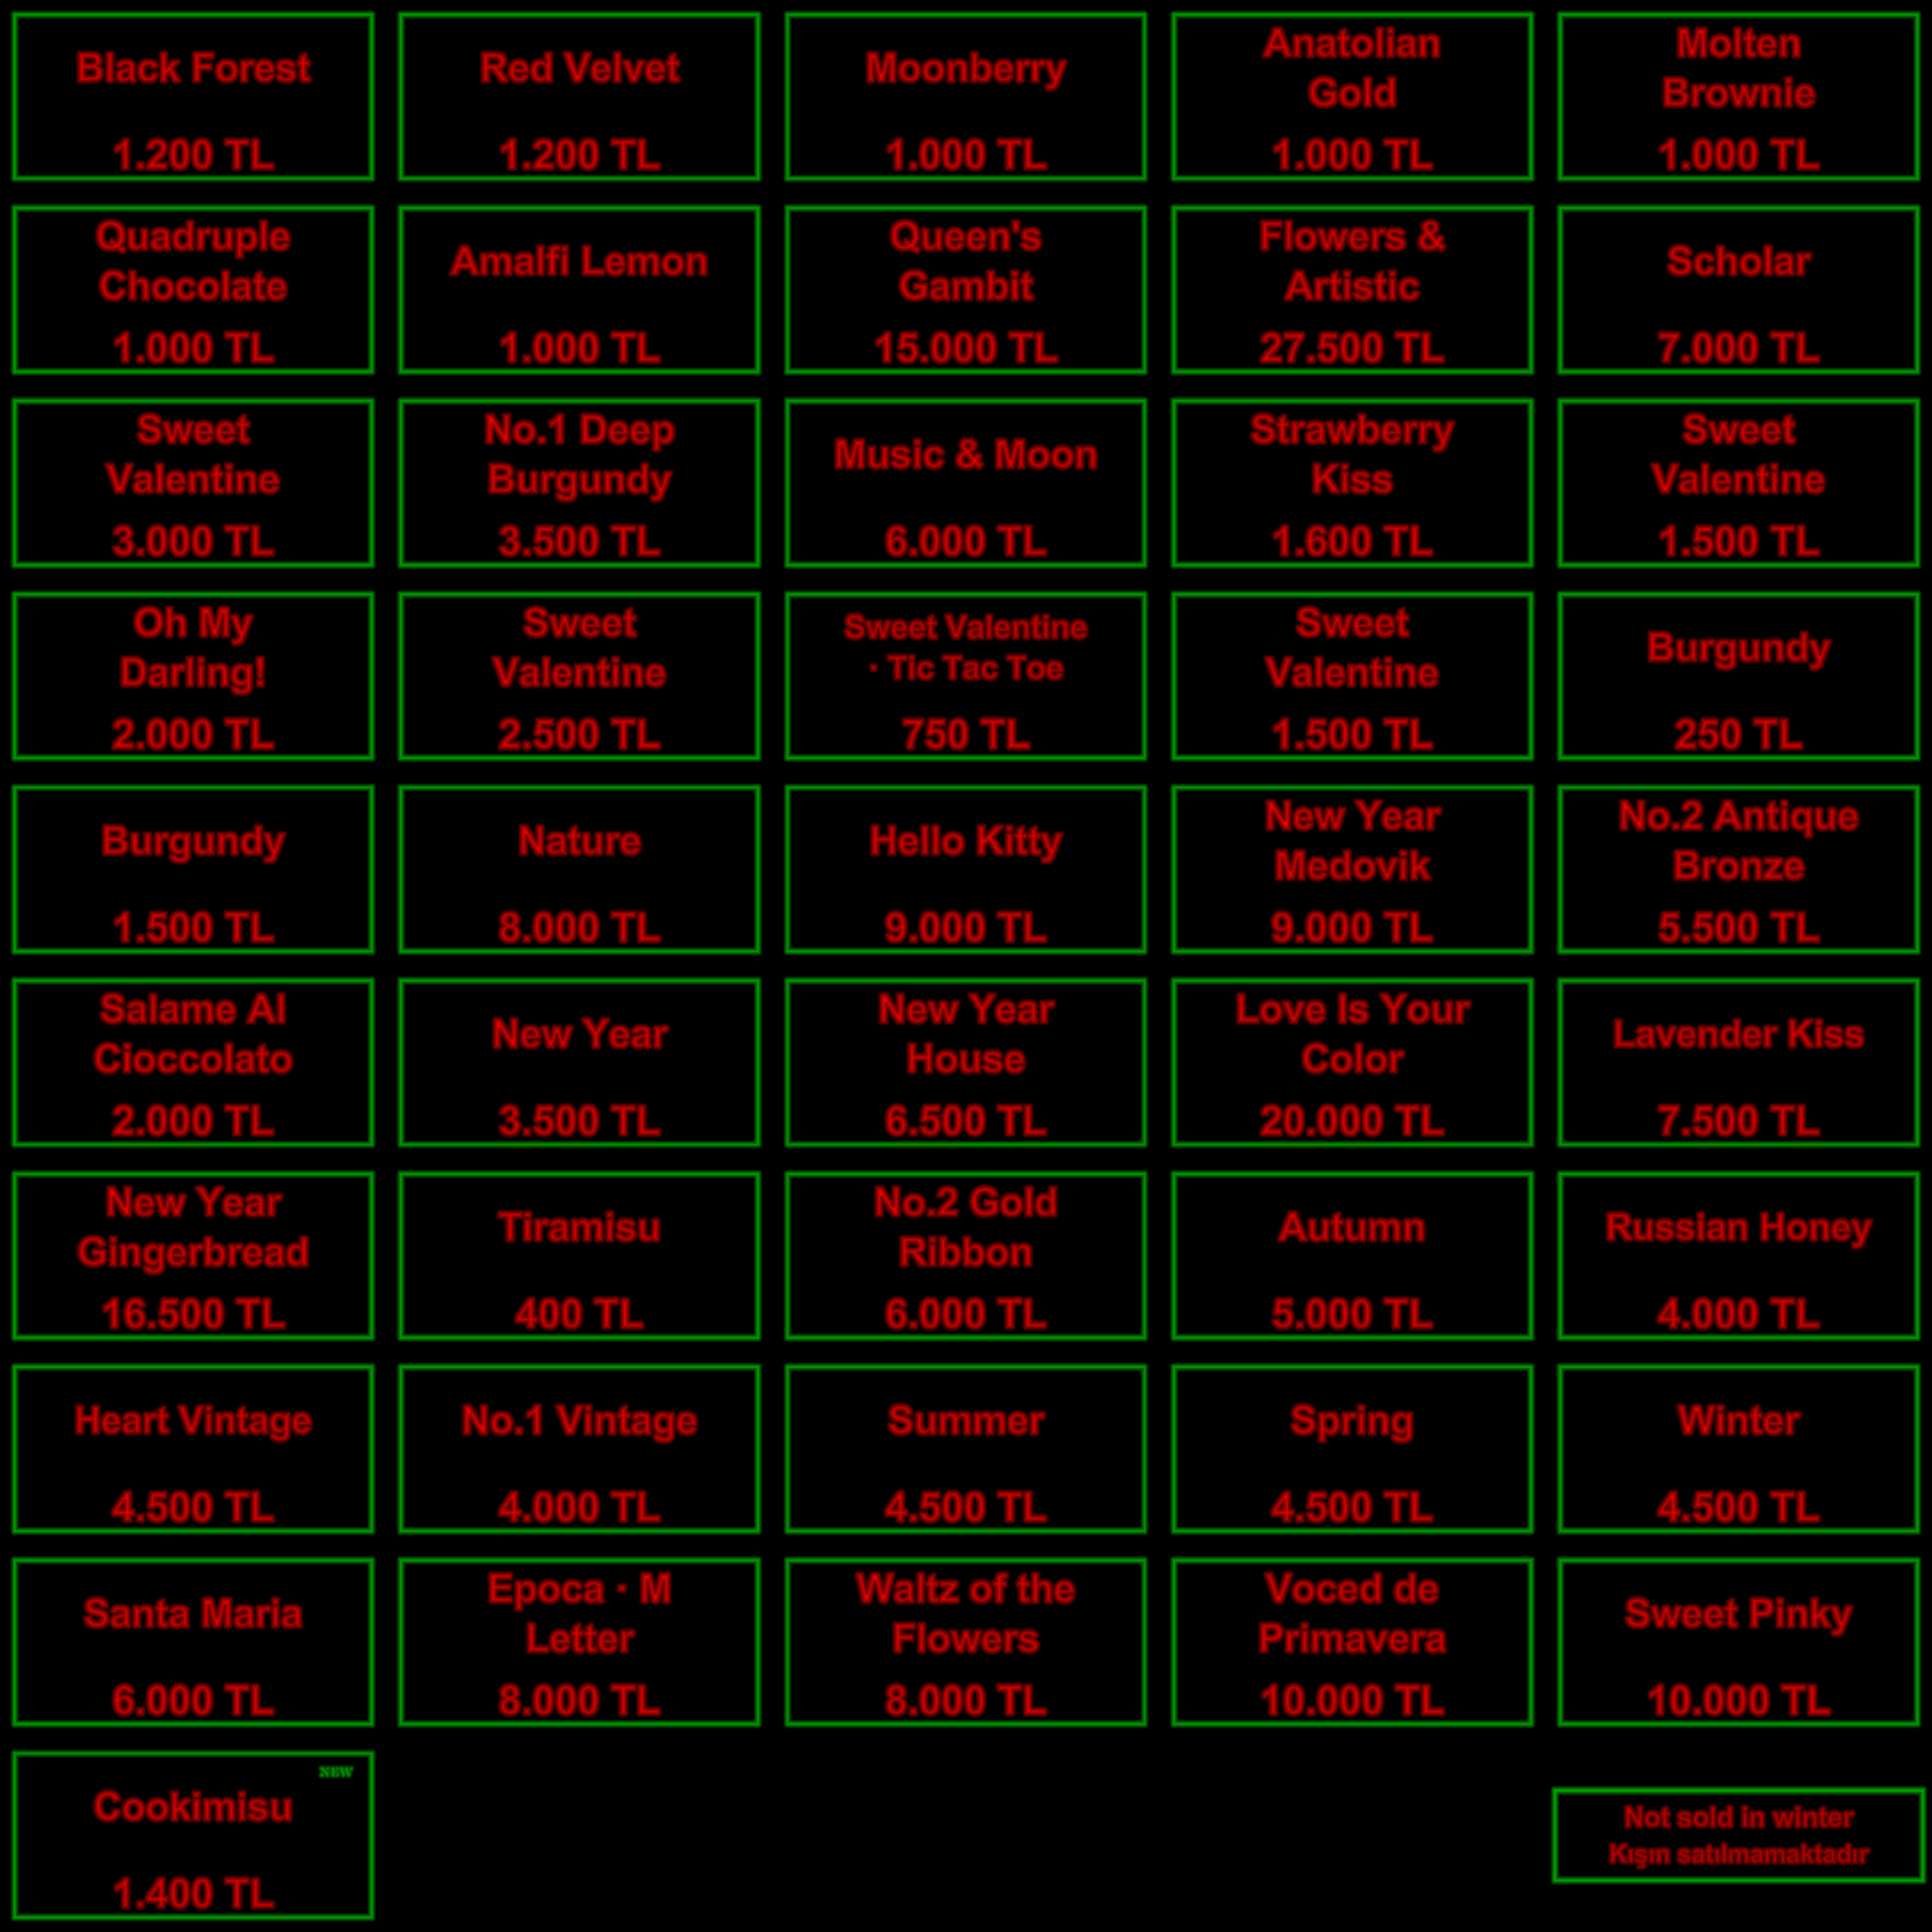 Black Forest
1.200 TL
Red Velvet
1.200 TL
Moonberry
1.000 TL
Anatolian
Gold
1.000 TL
Molten
Brownie
1.000 TL
Quadruple
Chocolate
1.000 TL
Amalfi Lemon
1.000 TL
Queen's
Gambit
15.000 TL
Flowers &
Artistic
27.500 TL
Scholar
7.000 TL
Sweet
Valentine
3.000 TL
No.1 Deep
Burgundy
3.500 TL
Music & Moon
6.000 TL
Strawberry
Kiss
1.600 TL
Sweet
Valentine
1.500 TL
Oh My
Darling!
2.000 TL
Sweet
Valentine
2.500 TL
Sweet Valentine
· Tic Tac Toe
750 TL
Sweet
Valentine
1.500 TL
Burgundy
250 TL
Burgundy
1.500 TL
Nature
8.000 TL
Hello Kitty
9.000 TL
New Year
Medovik
9.000 TL
No.2 Antique
Bronze
5.500 TL
Salame Al
Cioccolato
2.000 TL
New Year
3.500 TL
New Year
House
6.500 TL
Love Is Your
Color
20.000 TL
Lavender Kiss
7.500 TL
New Year
Gingerbread
16.500 TL
Tiramisu
400 TL
No.2 Gold
Ribbon
6.000 TL
Autumn
5.000 TL
Russian Honey
4.000 TL
Heart Vintage
4.500 TL
No.1 Vintage
4.000 TL
Summer
4.500 TL
Spring
4.500 TL
Winter
4.500 TL
Santa Maria
6.000 TL
Epoca · M
Letter
8.000 TL
Waltz of the
Flowers
8.000 TL
Voced de
Primavera
10.000 TL
Sweet Pinky
10.000 TL
NEW
Cookimisu
1.400 TL
Not sold in winter
Kışın satılmamaktadır